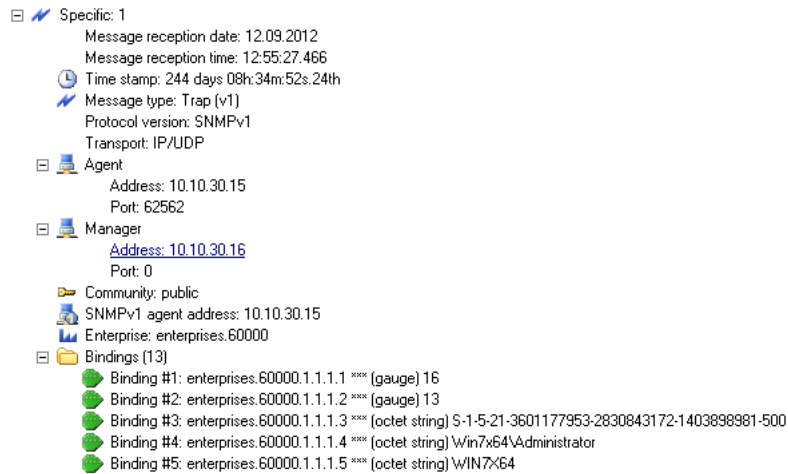 Specific: 1
Message reception date: 12.09.2012
Message reception time: 12:55:27.466
Time stamp: 244 days 08h:34m:52s.24th
Message type: Trap (v1)
Protocol version: SNMPv1
Transport: IP/UDP
Agent
Address: 10.10.30.15
Port: 62562
Manager
Address: 10.10.30.16
Port: 0
Community: public
SNMPv1 agent address: 10.10.30.15
Enterprise: enterprises.60000
Bindings (13)
Binding #1: enterprises.60000.1.1.1.1 *** (gauge) 16
Binding #2: enterprises.60000.1.1.1.2 *** (gauge) 13
Binding #3: enterprises.60000.1.1.1.3 *** (octet string) S-1-5-21-3601177953-2830843172-1403898981-500
Binding #4: enterprises.60000.1.1.1.4 *** (octet string) Win7x64\Administrator
Binding #5: enterprises.60000.1.1.1.5 *** (octet string) WIN7X64